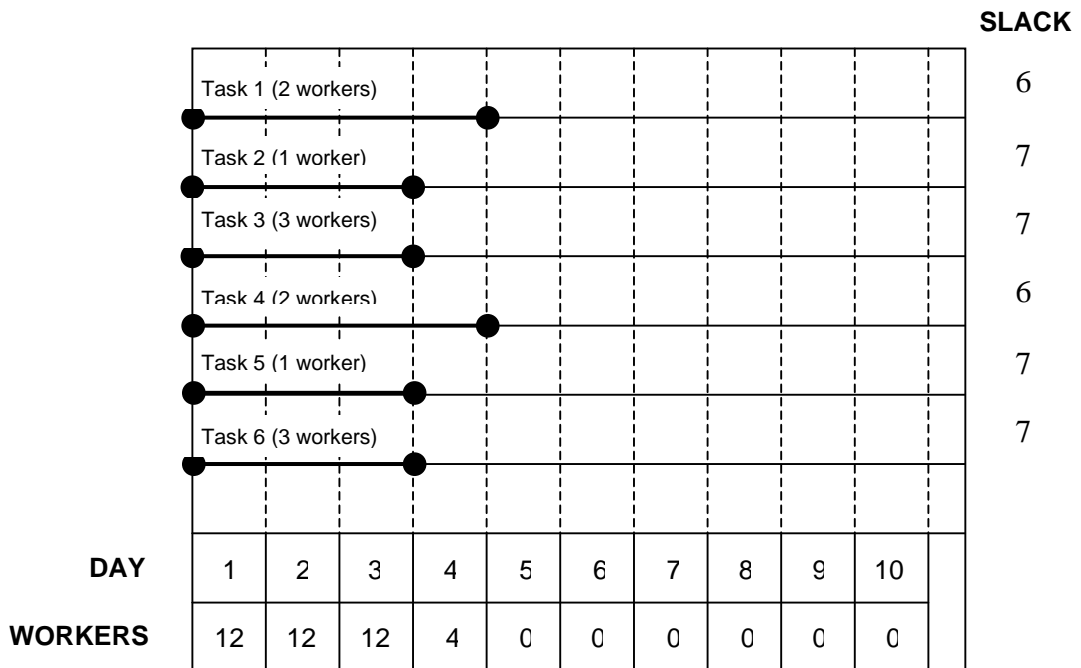 SLACK
Task 1 (2 workers) 6
Task 2 (1 worker) 7
Task 3 (3 workers) 7
Task 4 (2 workers) 6
Task 5 (1 worker) 7
Task 6 (3 workers) 7
DAY 1 2 3 4 5 6 7 8 9 10
WORKERS 12 12 12 4 0 0 0 0 0 0